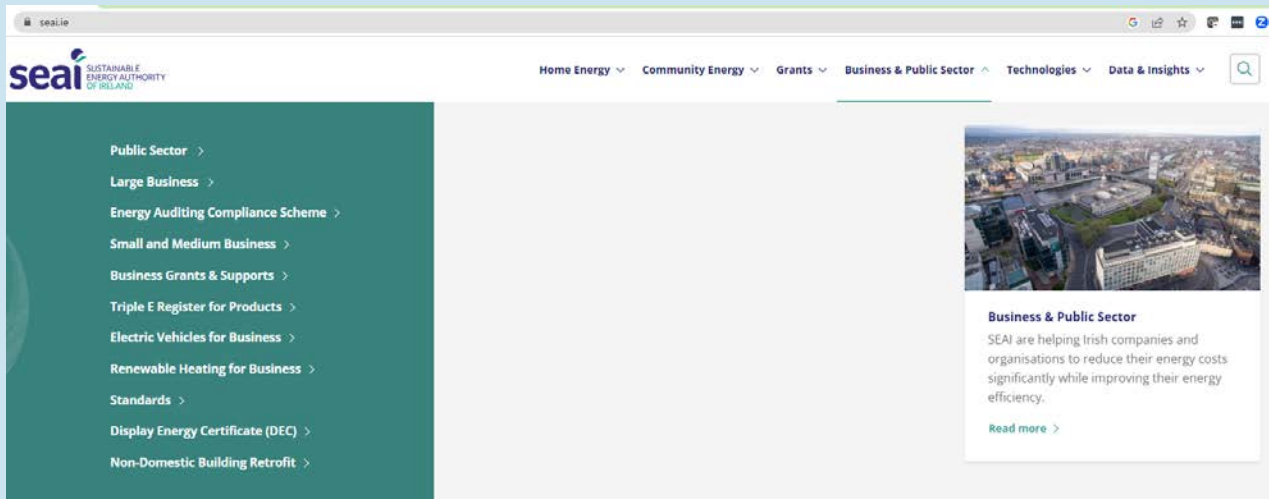 seai.ie
seai SUSTAINABLE
ENERGY AUTHORITY
OF IRELAND
Home Energy Community Energy Grants Business & Public Sector Technologies Data & Insights
Public Sector
Large Business
Energy Auditing Compliance Scheme
Small and Medium Business
Business Grants & Supports
Triple E Register for Products
Electric Vehicles for Business
Renewable Heating for Business
Standards
Display Energy Certificate (DEC)
Non-Domestic Building Retrofit
Business & Public Sector
SEAI are helping Irish companies and
organisations to reduce their energy costs
significantly while improving their energy
efficiency.
Read more